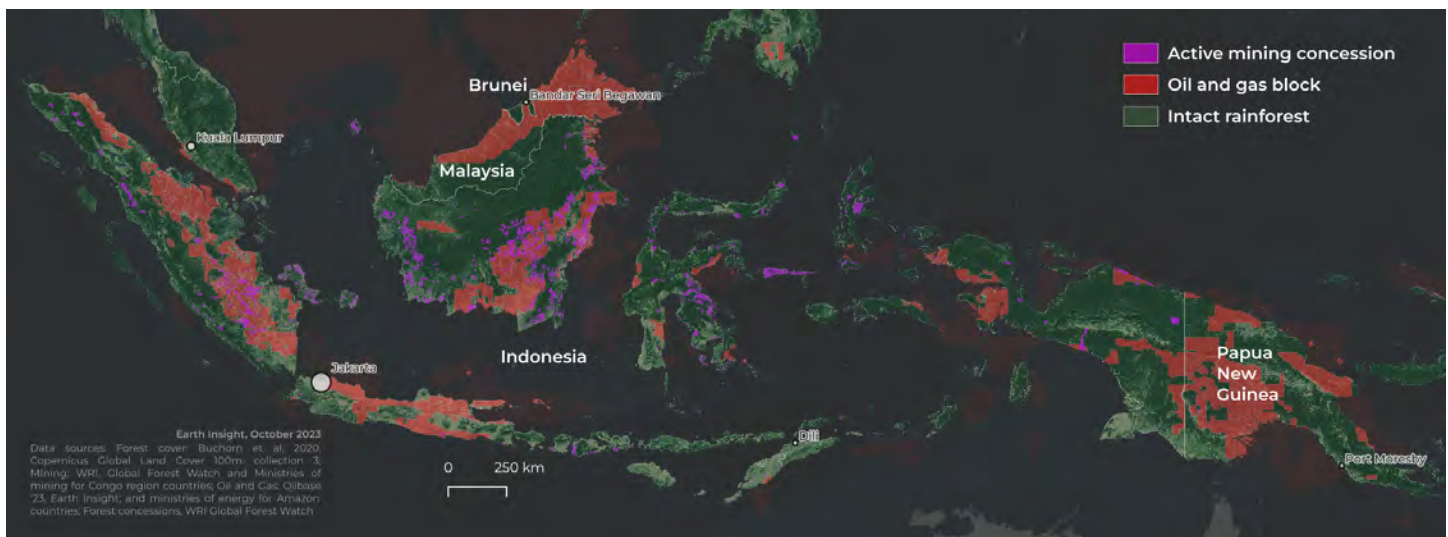 Active mining concession
Oil and gas block
Intact rainforest
Brunei
Bandar Seri Begawan
Kuala Lumpur
Malaysia
Indonesia
Jakarta
Papua
New
Guinea
Dili
Port Moresby
Earth Insight, October 2023
Data sources: Forest cover: Buchorn et al, 2020,
Copernicus Global Land Cover 100m: collection 3;
Mining: WRI, Global Forest Watch and Ministries of
mining for Congo region countries; Oil and Gas: Oilbase
'23, Earth Insight; and ministries of energy for Amazon
countries; Forest concessions, WRI Global Forest Watch
0 250 km